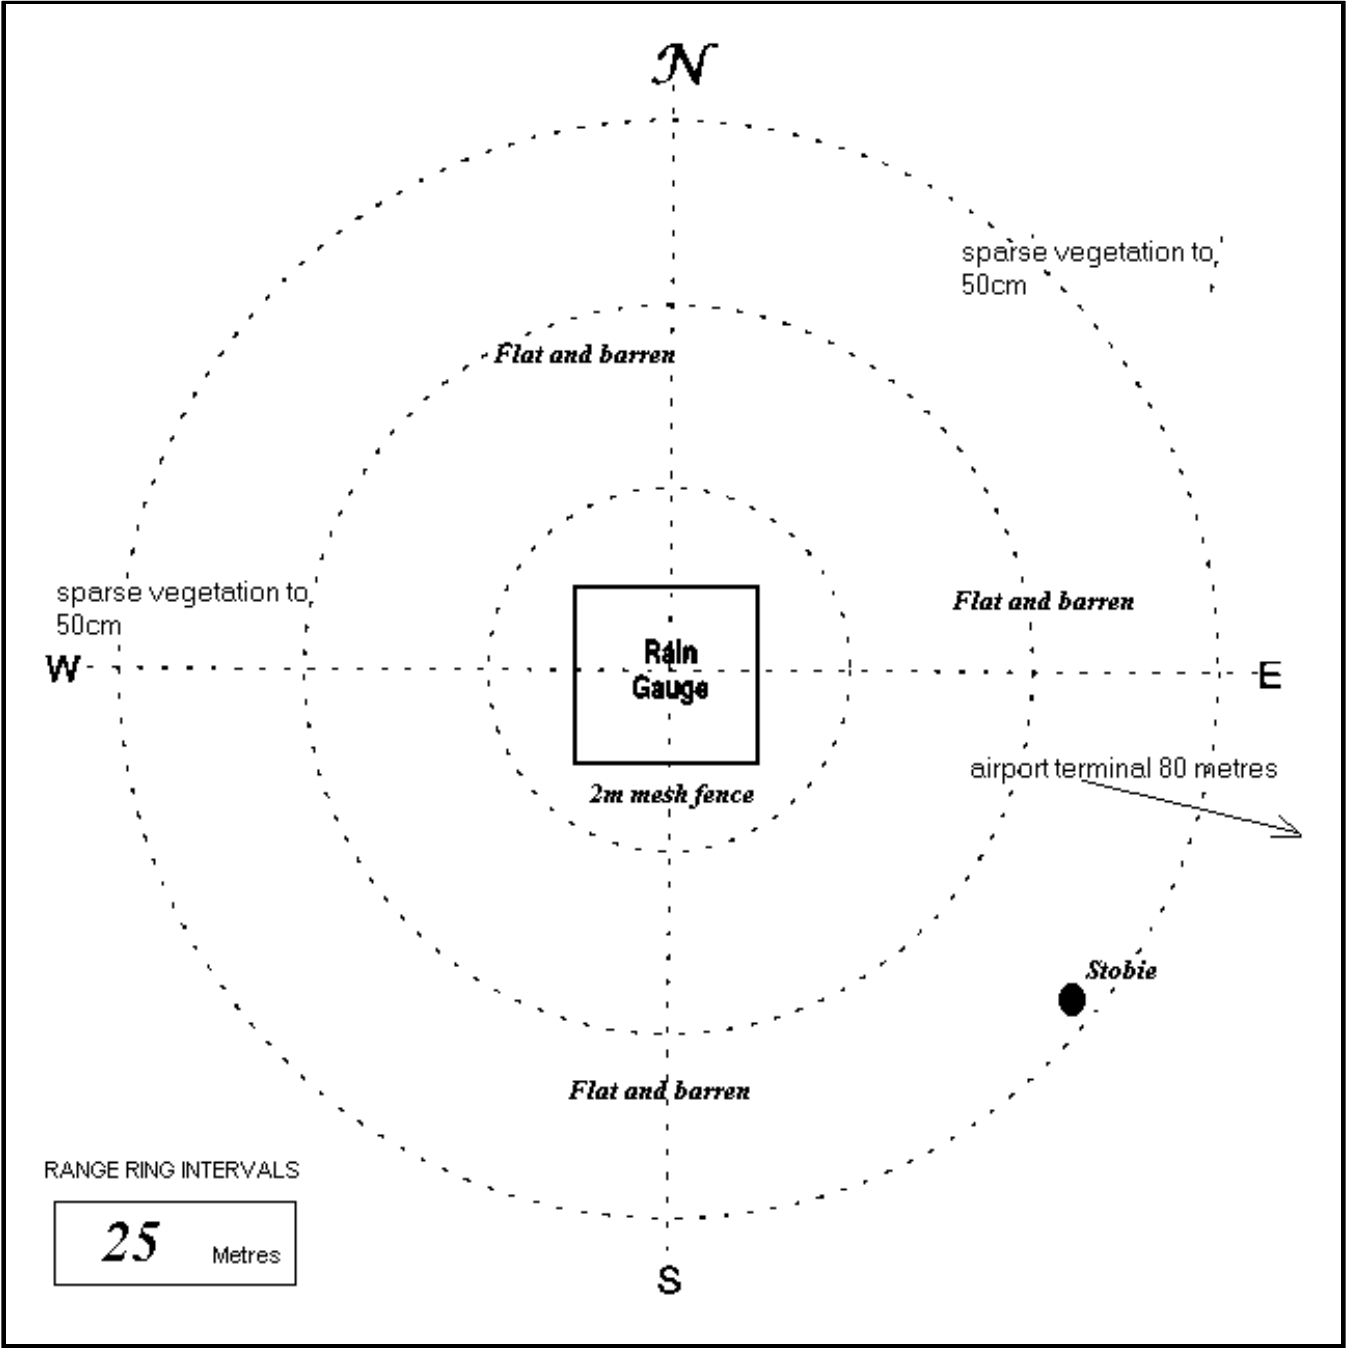 N
sparse vegetation to
50cm
Flat and barren
sparse vegetation to
50cm
Flat and barren
Rain
Gauge
W
E
airport terminal 80 metres
2m mesh fence
Stobie
Flat and barren
RANGE RING INTERVALS
25 Metres
S